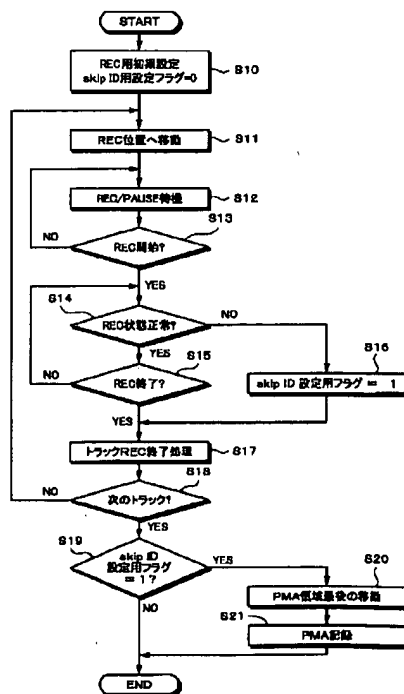 START
REC用初期設定
skip ID用設定フラグ=0
S10
REC位置へ移動
S11
REC/PAUSE待機
S12
S13
NO
REC開始?
YES
S14
REC状態正常?
NO
YES
S15
S16
NO
REC終了?
skip ID 設定用フラグ = 1
YES
トラックREC終了処理
S17
S18
NO
次のトラック?
YES
S19
skip ID
設定用フラグ
= 1?
YES
S20
PMA領域最後の移動
NO
S21
PMA記録
END